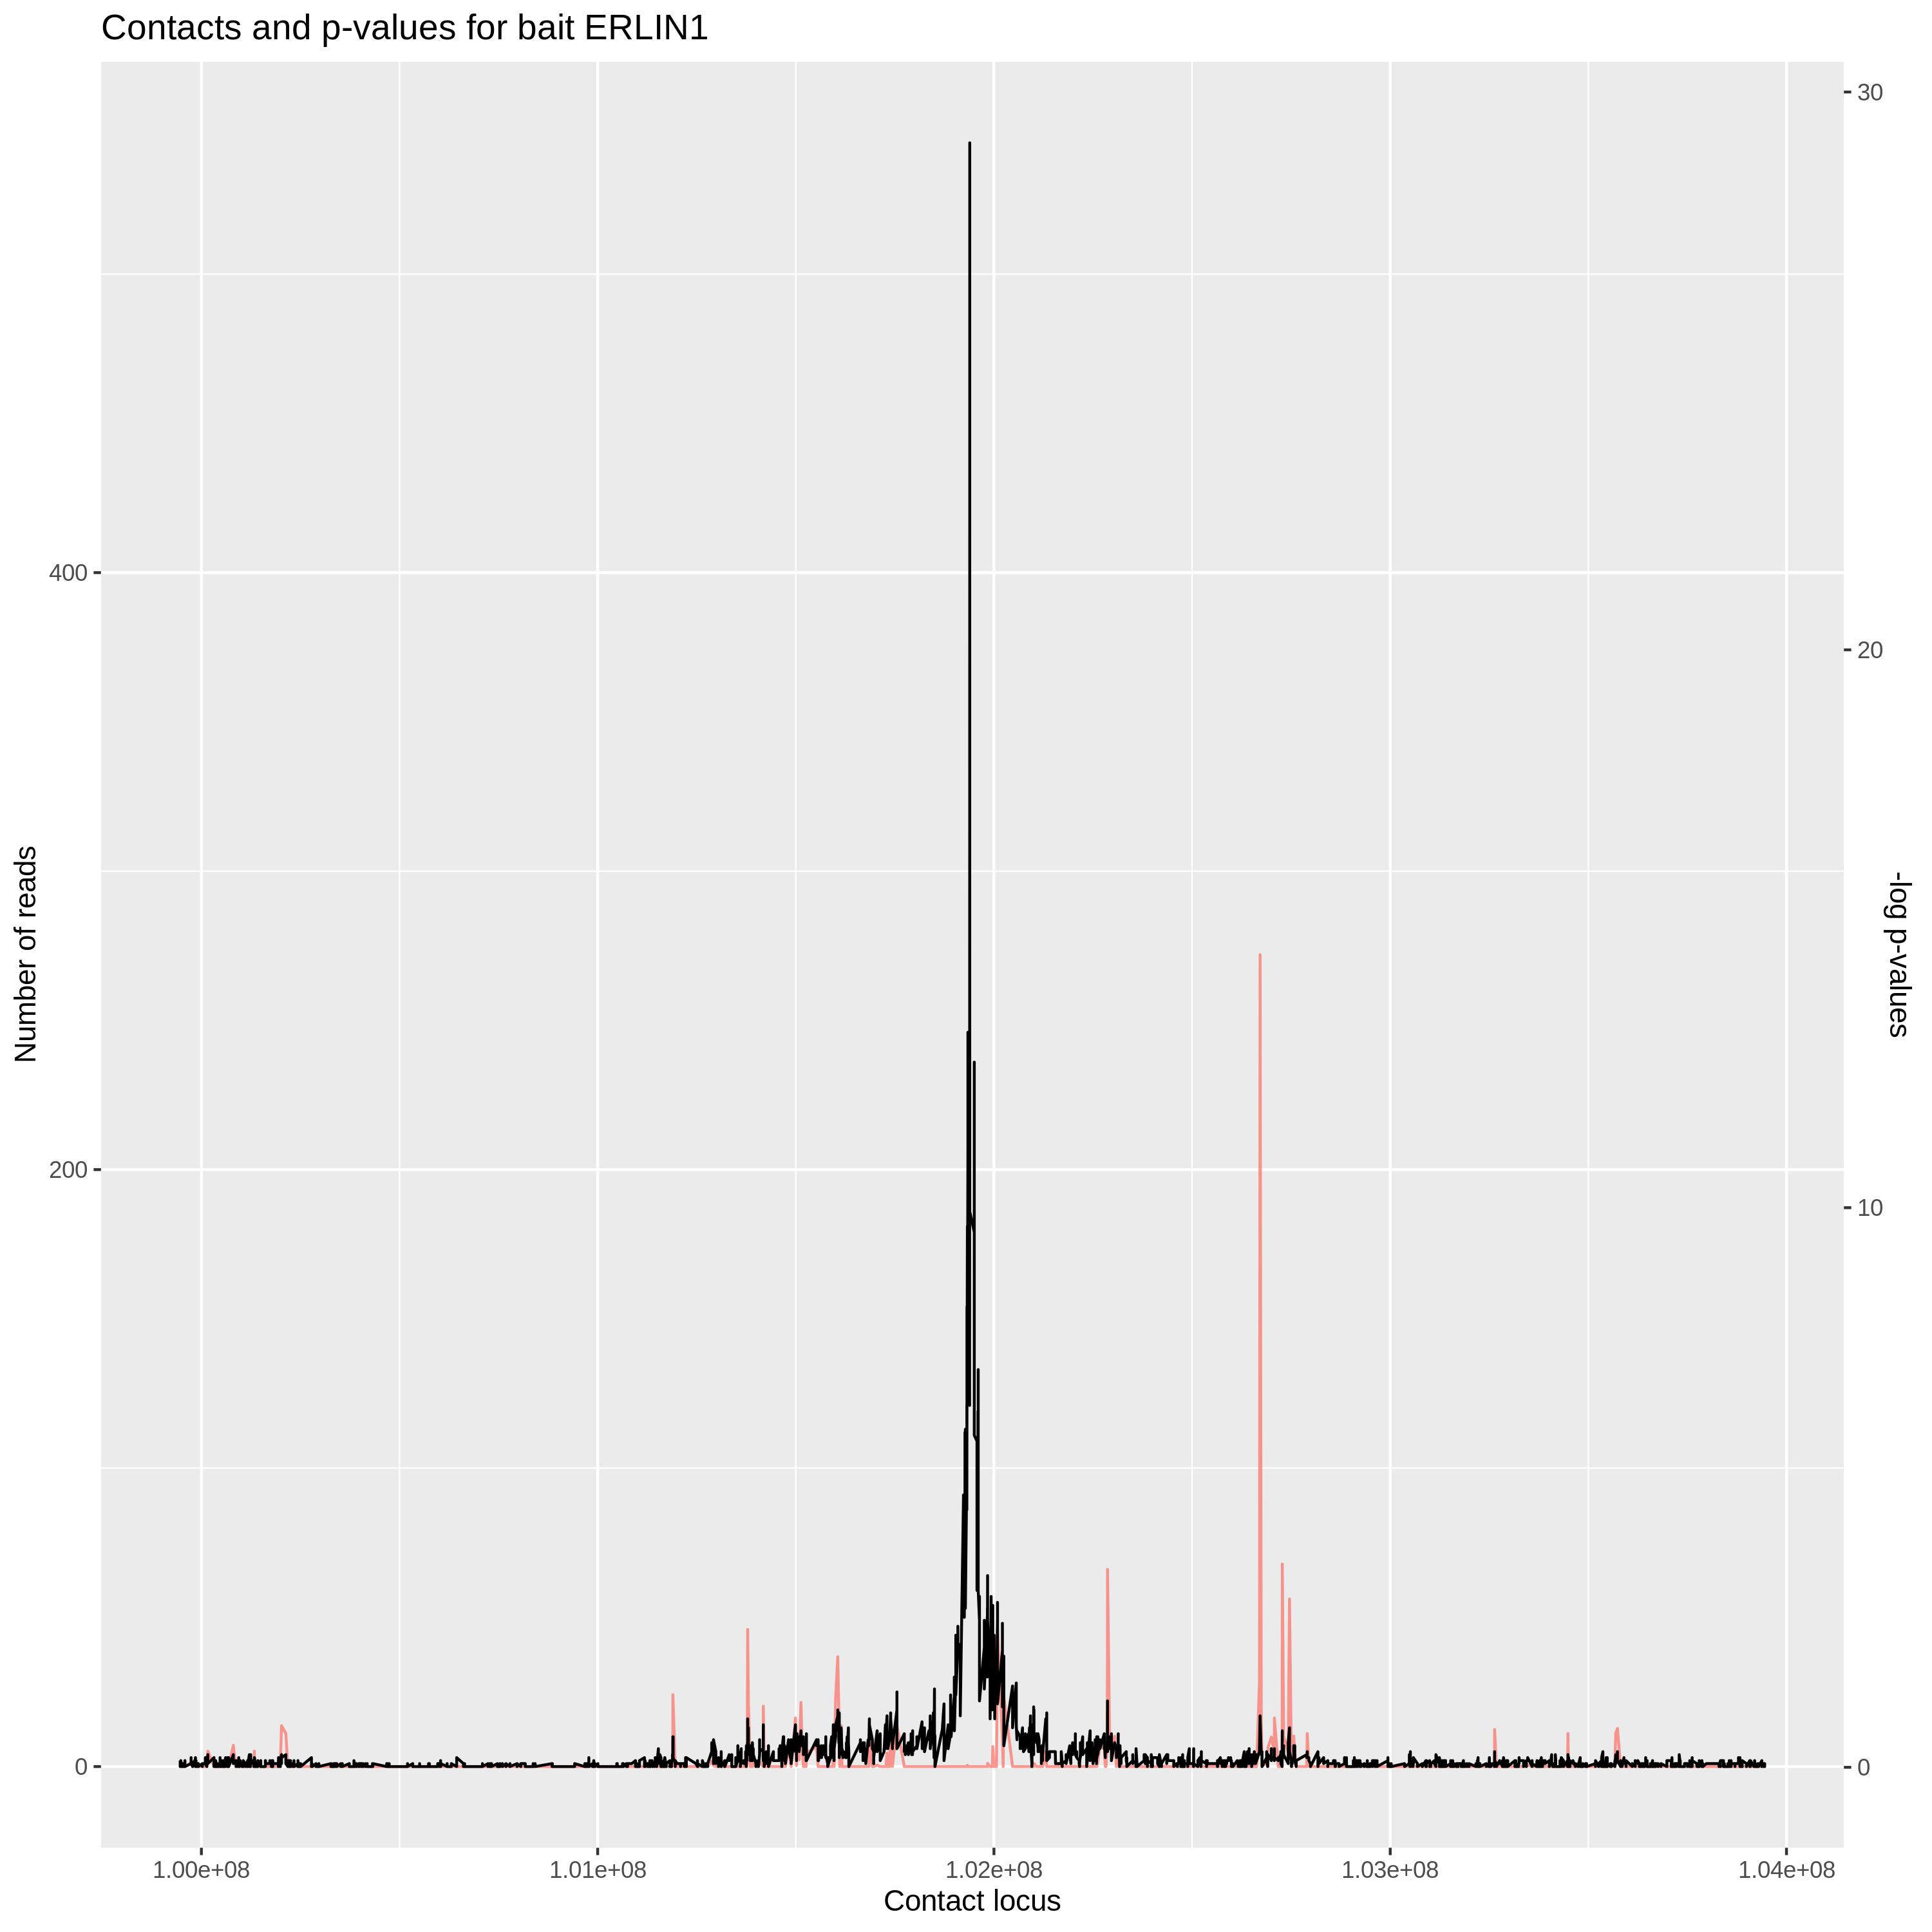 Contacts and p-values for bait ERLIN1
30
400
20
Number of reads
-log p-values
200
10
0
0
1.00e+08
1.01e+08
1.02e+08
1.03e+08
1.04e+08
Contact locus